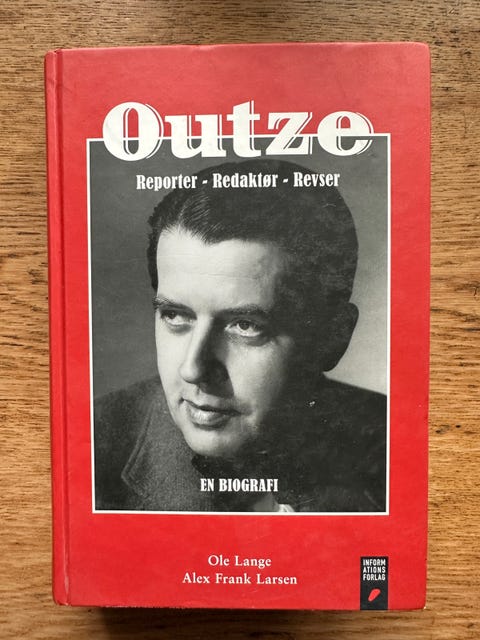 Outze
Reporter - Redaktør - Revser
EN BIOGRAFI
Ole Lange
Alex Frank Larsen
INFORM
ATIONS
FORLAG